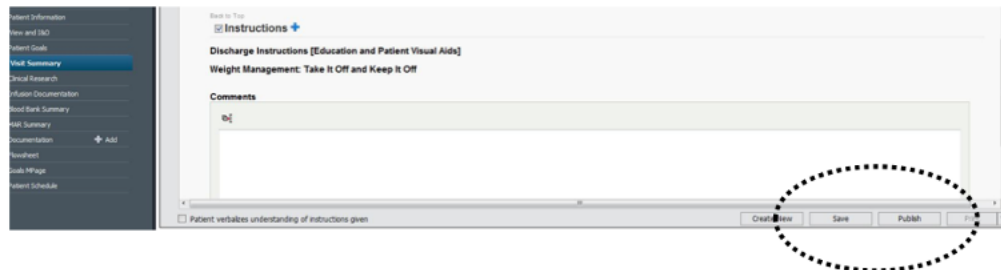 Patient Information
View and I&O
Patient Goals
Visit Summary
Clinical Research
Infusion Documentation
Blood Bank Summary
MAR Summary
Documentation + Add
Flowsheet
Goals MPage
Patient Schedule
Back to Top
Instructions +
Discharge Instructions [Education and Patient Visual Aids]
Weight Management: Take It Off and Keep It Off
Comments
Patient verbalizes understanding of instructions given
Create New Save Publish